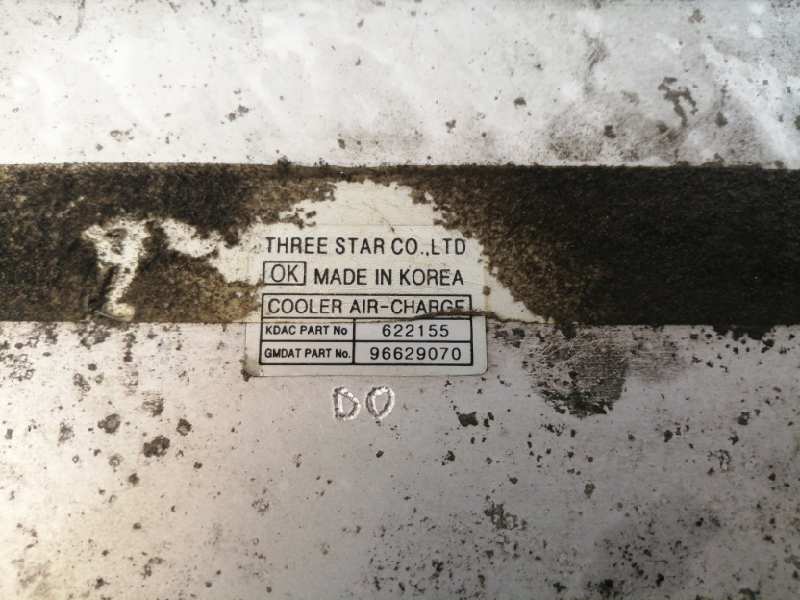 THREE STAR CO.,LTD
OK MADE IN KOREA
COOLER AIR-CHARGE
KDAC PART No 622155
GMDAT PART No. 96629070
DO